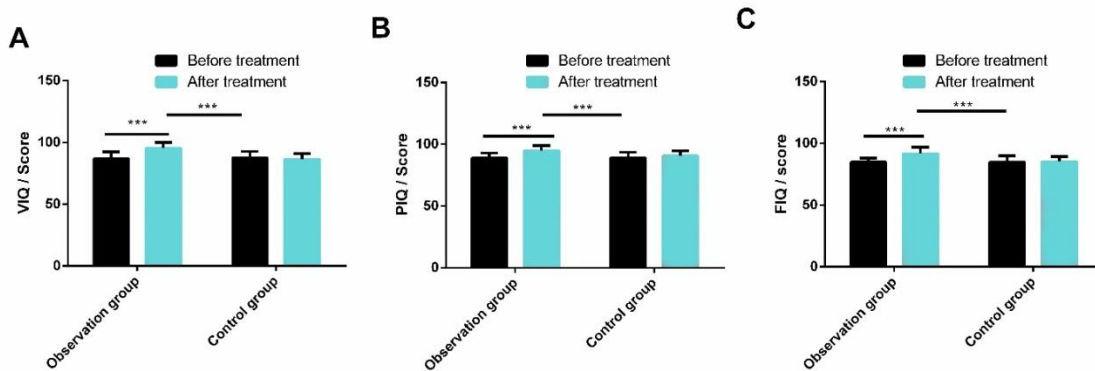 A
Before treatment
After treatment
150
100
50
0
VIQ / Score
***
***
Observation group
Control group
B
Before treatment
After treatment
150
100
50
0
PIQ / Score
***
***
Observation group
Control group
C
Before treatment
After treatment
150
100
50
0
FIQ / score
***
***
Observation group
Control group